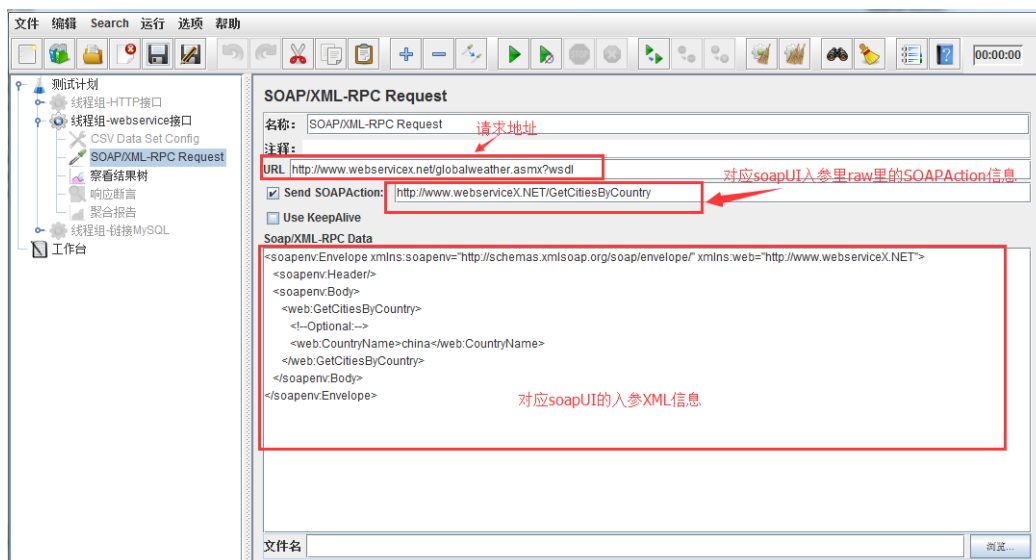 文件 编辑 Search 运行 选项 帮助
00:00:00
测试计划
线程组-HTTP接口
线程组-webservice接口
CSV Data Set Config
SOAP/XML-RPC Request
察看结果树
响应断言
聚合报告
线程组-链接MySQL
工作台
SOAP/XML-RPC Request
名称: SOAP/XML-RPC Request
请求地址
注释:
URL http://www.webservicex.net/globalweather.asmx?wsdl
对应soapUI入参里raw里的SOAPAction信息
Send SOAPAction: http://www.webserviceX.NET/GetCitiesByCountry
Use KeepAlive
Soap/XML-RPC Data
<soapenv:Envelope xmlns:soapenv="http://schemas.xmlsoap.org/soap/envelope/" xmlns:web="http://www.webserviceX.NET">
<soapenv:Header/>
<soapenv:Body>
<web:GetCitiesByCountry>
<!--Optional:-->
<web:CountryName>china</web:CountryName>
</web:GetCitiesByCountry>
</soapenv:Body>
</soapenv:Envelope>
对应soapUI的入参XML信息
文件名
浏览...